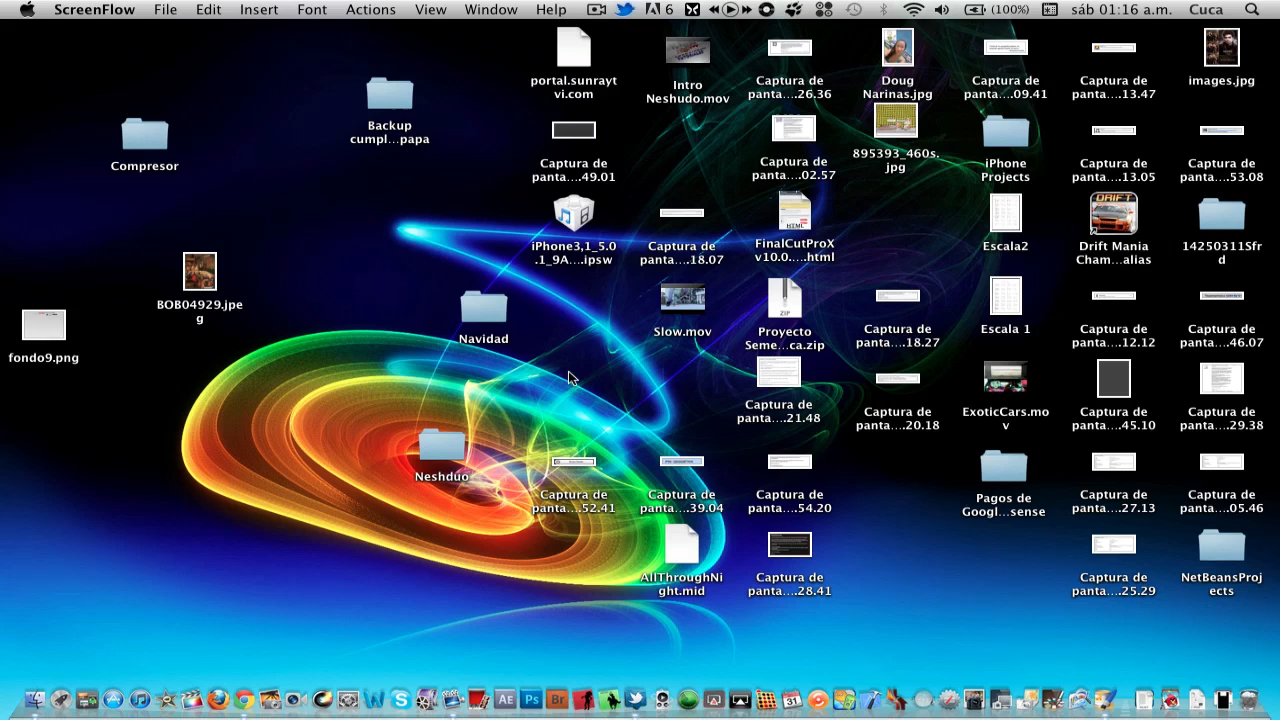 ScreenFlow File Edit Insert Font Actions View Window Help 6 (100%) sáb 01:16 a.m. Cuca
Compresor
Backup
cumpl...papa
BOB04929.jpe
g
fondo9.png
Navidad
Neshduo
portal.sunrayt
vi.com
Captura de
panta....49.01
iPhone3,1_5.0
.1_9A....ipsw
Captura de
panta....52.41
Intro
Neshudo.mov
Captura de
panta....18.07
Slow.mov
Captura de
panta....39.04
AllThroughNi
ght.mid
Captura de
panta....26.36
Captura de
panta....02.57
FinalCutProX
v10.0....html
HTML
Proyecto
Seme...ca.zip
ZIP
Captura de
panta....21.48
Captura de
panta....54.20
Captura de
panta....28.41
Doug
Narinas.jpg
895393_460s.
jpg
Captura de
panta....18.27
Captura de
panta....20.18
Captura de
panta....09.41
iPhone
Projects
Escala2
Escala 1
ExoticCars.mo
v
Pagos de
Googl...sense
Captura de
panta....13.47
Captura de
panta....13.05
DRIFT
Drift Mania
Cham...alias
Captura de
panta....12.12
Captura de
panta....45.10
Captura de
panta....27.13
Captura de
panta....25.29
images.jpg
Captura de
panta....53.08
14250311Sfr
d
Captura de
panta....46.07
Captura de
panta....29.38
Captura de
panta....05.46
NetBeansProj
ects
AE Ps Br 31